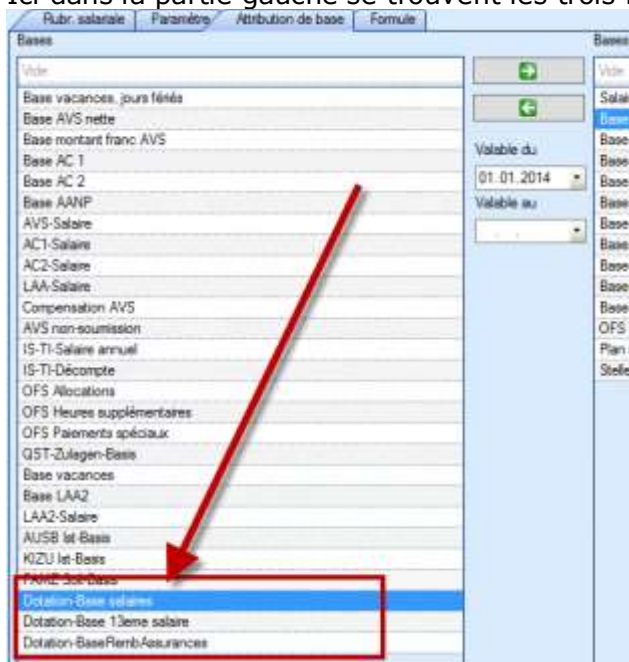 Ici dans la partie gauche se trouvent les trois
Rubr. salariale Paramètre Attribution de base Formule
Bases Bases
Vide Vide
Base vacances, jours fériés
Base AVS nette
Base montant franc AVS
Base AC 1
Base AC 2
Base AANP
AVS-Salaire
AC1-Salaire
AC2-Salaire
LAA-Salaire
Compensation AVS
AVS non-soumission
IS-TI-Salaire annuel
IS-TI-Décompte
OFS Allocations
OFS Heures supplémentaires
OFS Paiements spéciaux
QST-Zulagen-Basis
Base vacances
Base LAA2
LAA2-Salaire
AUSB Ist-Basis
KIZU Ist-Basis
FAMZ Soll-Basis
Dotation-Base salaires
Dotation-Base 13eme salaire
Dotation-BaseRembAssurances
Valable du
01.01.2014
Valable au
. .
Salai
Base
Base
Base
Base
Base
Base
Base
Base
Base
Base
OFS
Plan
Stelle